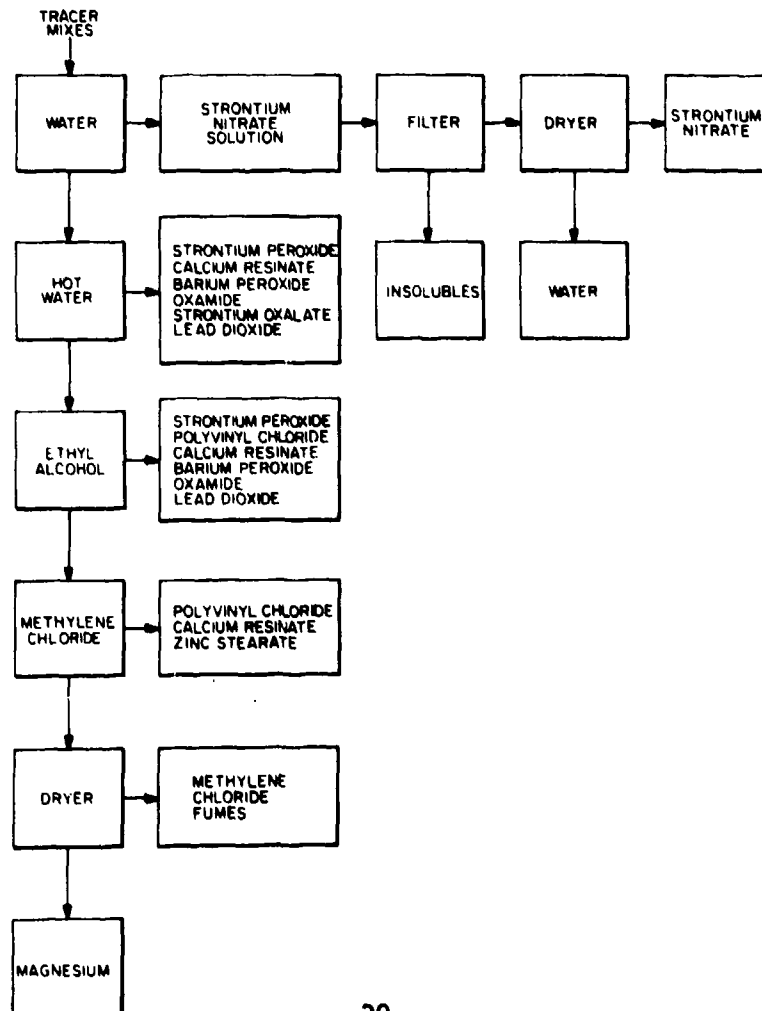 TRACER
MIXES
WATER
STRONTIUM
NITRATE
SOLUTION
FILTER
DRYER
STRONTIUM
NITRATE
HOT
WATER
STRONTIUM PEROXIDE
CALCIUM RESINATE
BARIUM PEROXIDE
OXAMIDE
STRONTIUM OXALATE
LEAD DIOXIDE
INSOLUBLES
WATER
ETHYL
ALCOHOL
STRONTIUM PEROXIDE
POLYVINYL CHLORIDE
CALCIUM RESINATE
BARIUM PEROXIDE
OXAMIDE
LEAD DIOXIDE
METHYLENE
CHLORIDE
POLYVINYL CHLORIDE
CALCIUM RESINATE
ZINC STEARATE
DRYER
METHYLENE
CHLORIDE
FUMES
MAGNESIUM